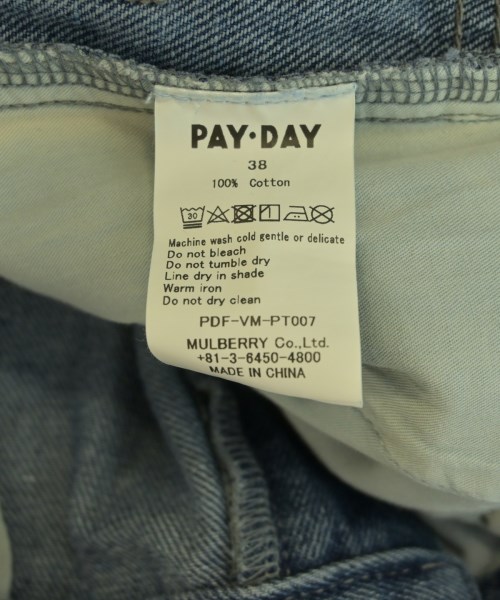 PAY·DAY
38
100% Cotton
30
Machine wash cold gentle or delicate
Do not bleach
Do not tumble dry
Line dry in shade
Warm iron
Do not dry clean
PDF-VM-PT007
MULBERRY Co.,Ltd.
+81-3-6450-4800
MADE IN CHINA